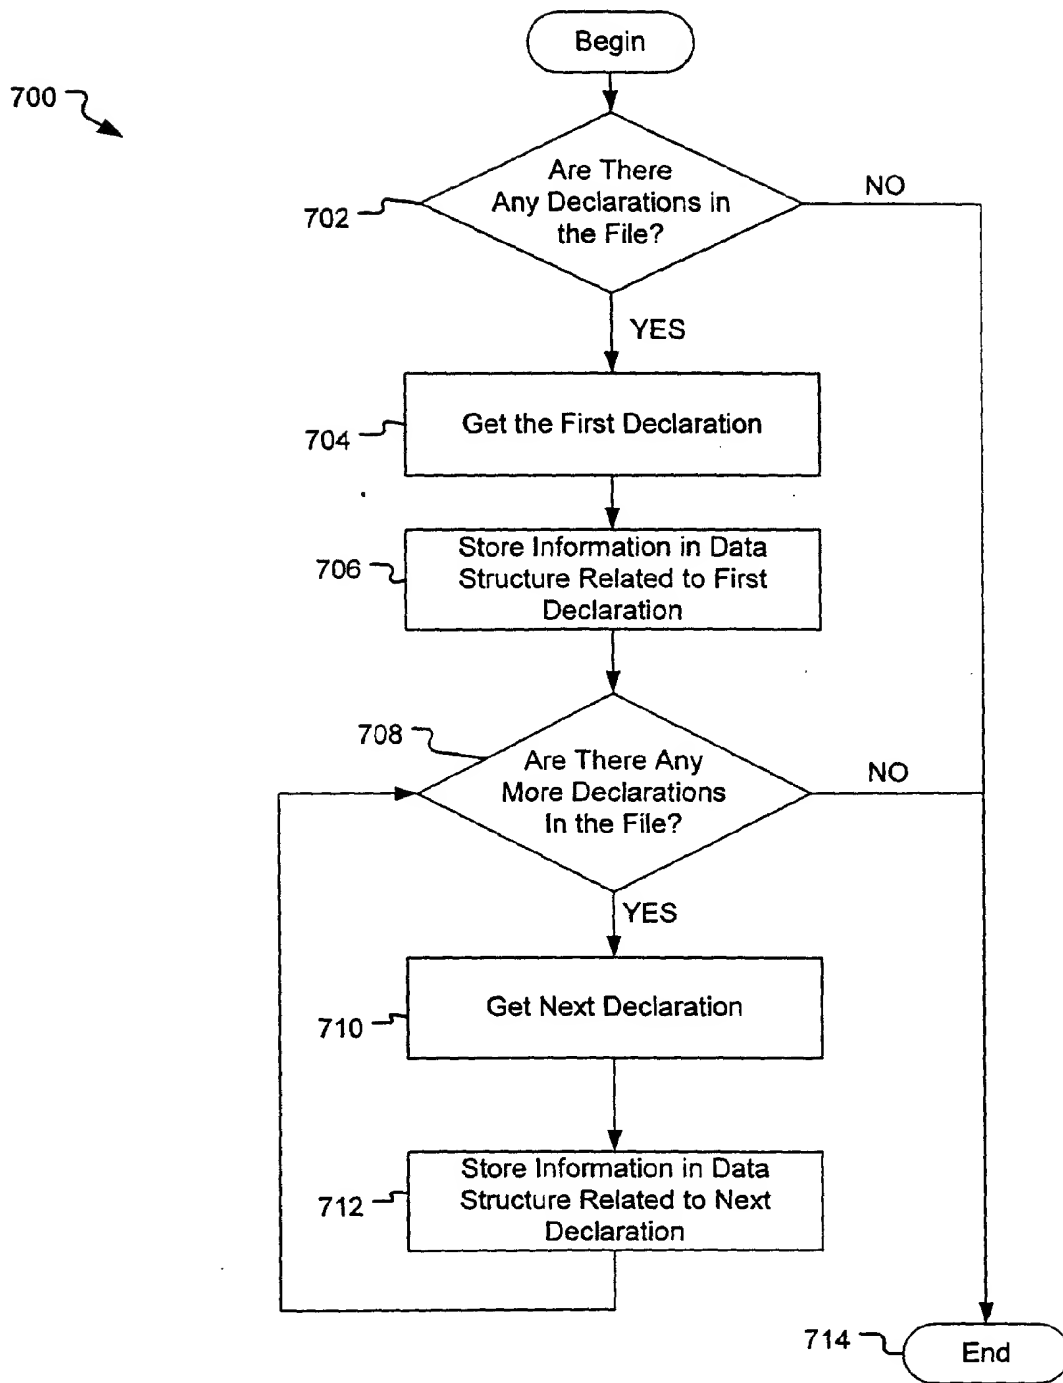 Begin
700
Are There
Any Declarations in
the File?
NO
702
YES
Get the First Declaration
704
Store Information in Data
Structure Related to First
Declaration
706
708
Are There Any
More Declarations
In the File?
NO
YES
Get Next Declaration
710
Store Information in Data
Structure Related to Next
Declaration
712
714
End